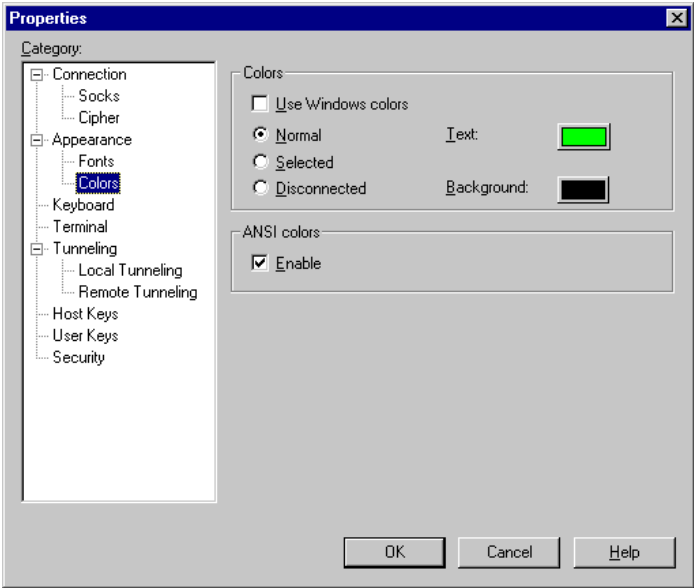 Properties
Category:
Connection
Socks
Cipher
Appearance
Fonts
Colors
Keyboard
Terminal
Tunneling
Local Tunneling
Remote Tunneling
Host Keys
User Keys
Security
Colors
Use Windows colors
Normal
Text:
Selected
Disconnected
Background:
ANSI colors
Enable
OK
Cancel
Help